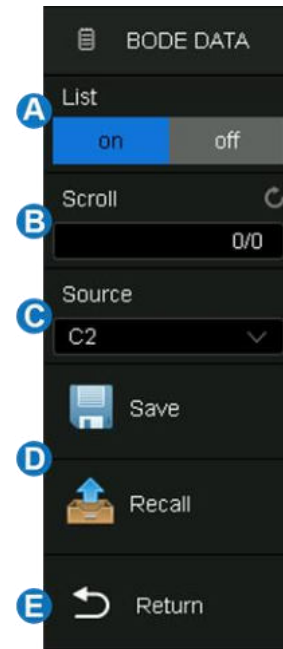 BODE DATA
A
List
on off
B
Scroll
0/0
C
Source
C2
Save
D
Recall
E
Return